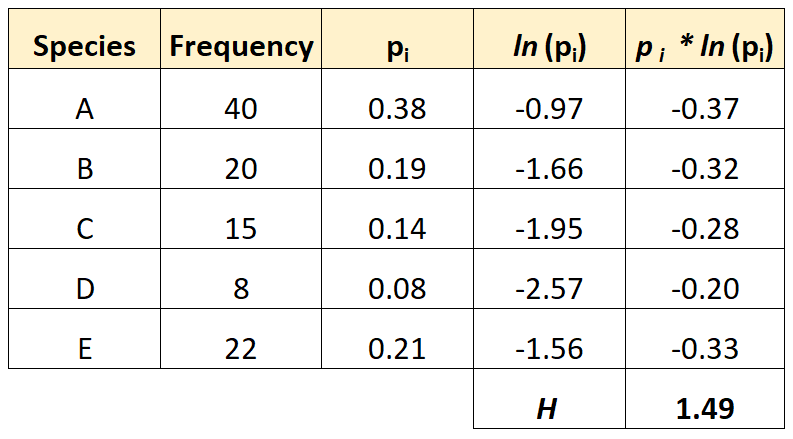 Species Frequency pᵢ ln (pᵢ) p ᵢ * ln (pᵢ)
A 40 0.38 -0.97 -0.37
B 20 0.19 -1.66 -0.32
C 15 0.14 -1.95 -0.28
D 8 0.08 -2.57 -0.20
E 22 0.21 -1.56 -0.33
H 1.49